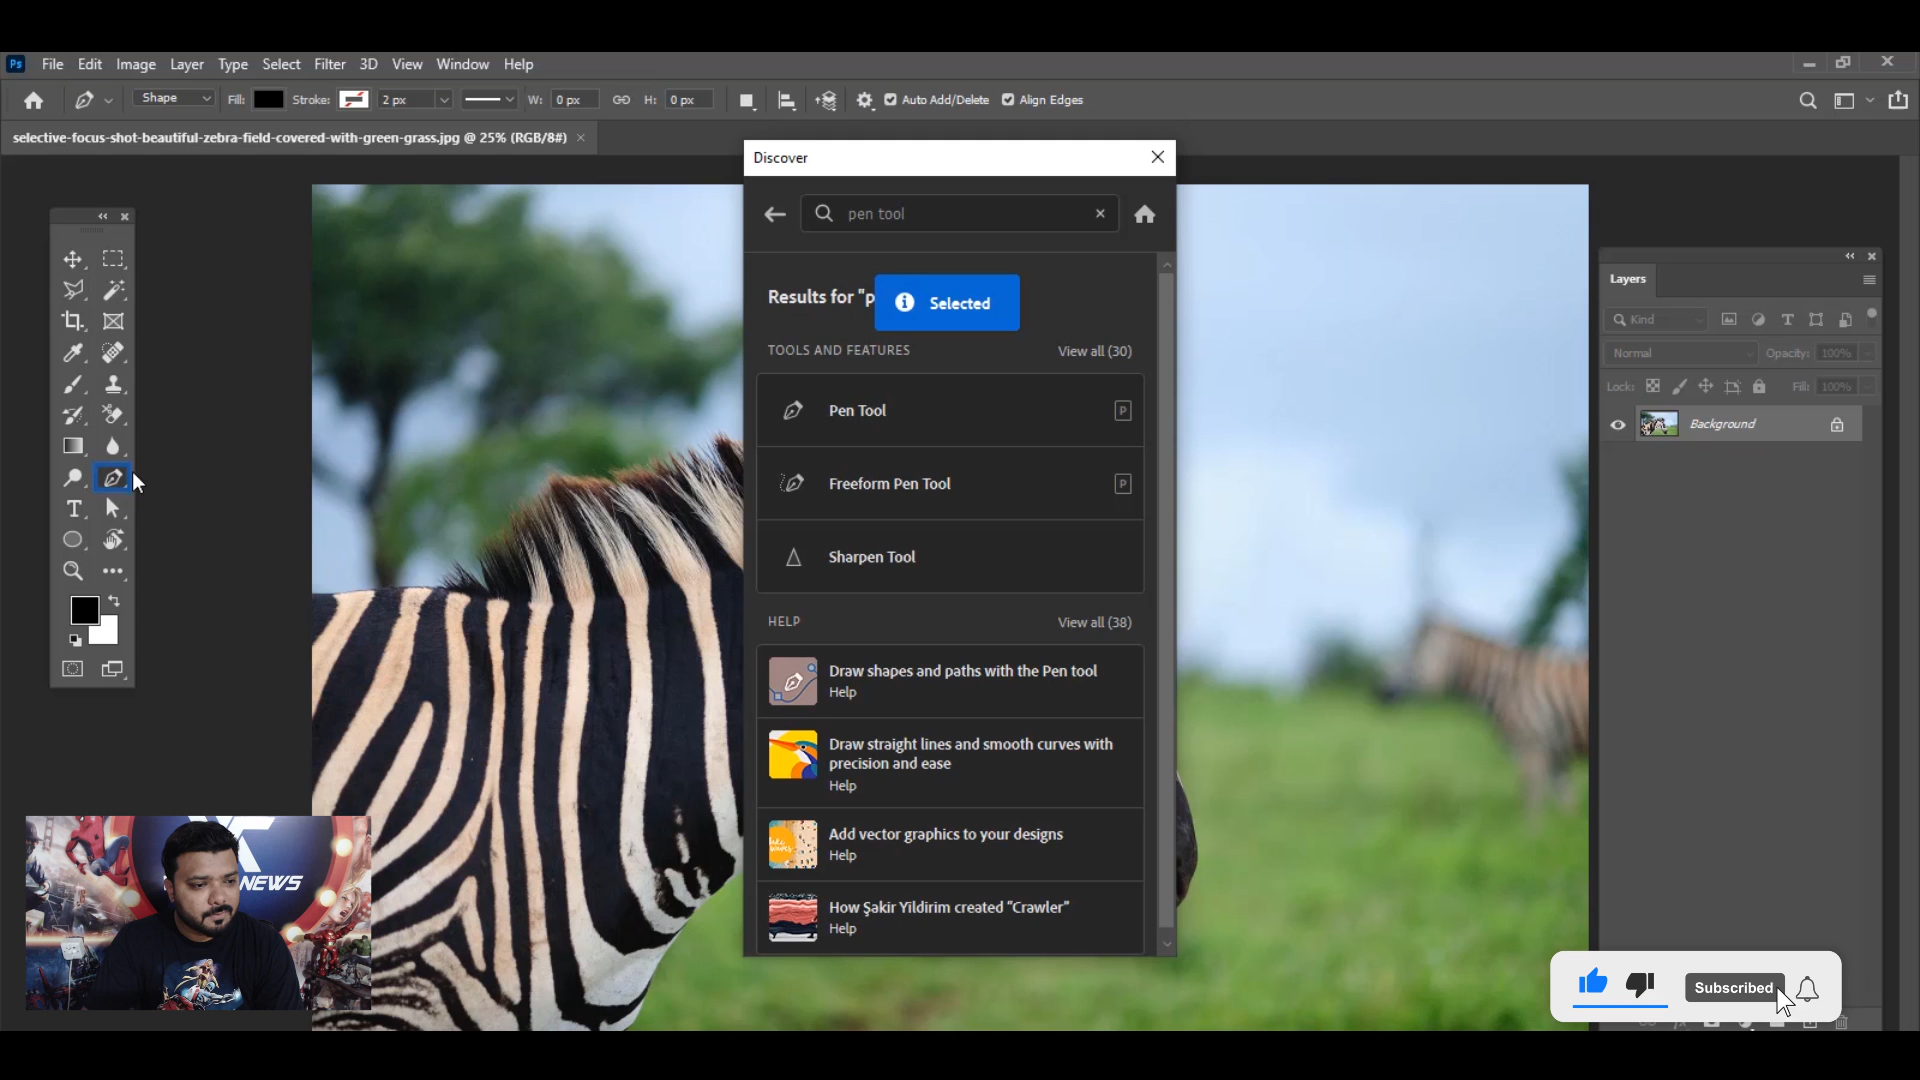 Ps File Edit Image Layer Type Select Filter 3D View Window Help
Shape Fill: Stroke: 2 px W: 0 px H: 0 px Auto Add/Delete Align Edges
selective-focus-shot-beautiful-zebra-field-covered-with-green-grass.jpg @ 25% (RGB/8#)
Discover
pen tool
Results for "p
Selected
TOOLS AND FEATURES View all (30)
Pen Tool P
Freeform Pen Tool P
Sharpen Tool
HELP View all (38)
Draw shapes and paths with the Pen tool
Help
Draw straight lines and smooth curves with
precision and ease
Help
Add vector graphics to your designs
Help
How Şakir Yildirim created "Crawler"
Help
Layers
Kind
Normal Opacity: 100%
Lock: Fill: 100%
Background
NEWS
Subscribed